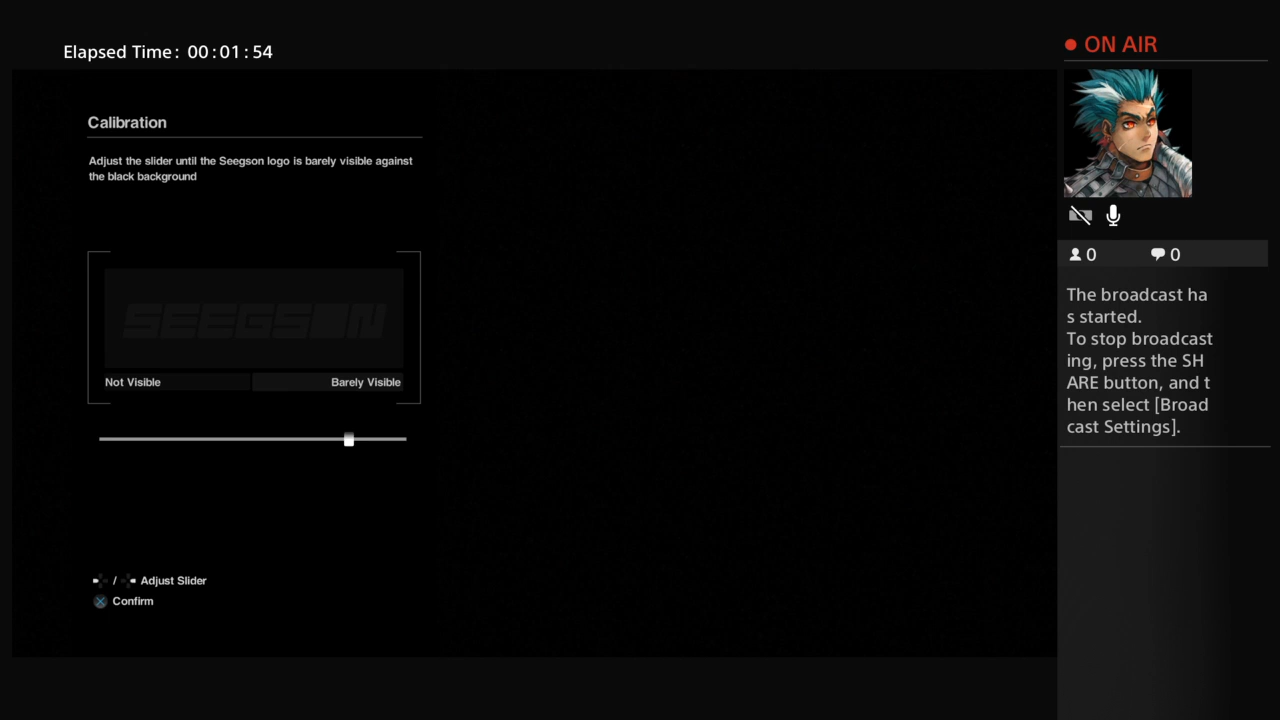 Elapsed Time: 00:01:54
ON AIR
Calibration
Adjust the slider until the Seegson logo is barely visible against
the black background
SEEGSON
Not Visible
Barely Visible
/ Adjust Slider
Confirm
0 0
The broadcast ha
s started.
To stop broadcast
ing, press the SH
ARE button, and t
hen select [Broad
cast Settings].